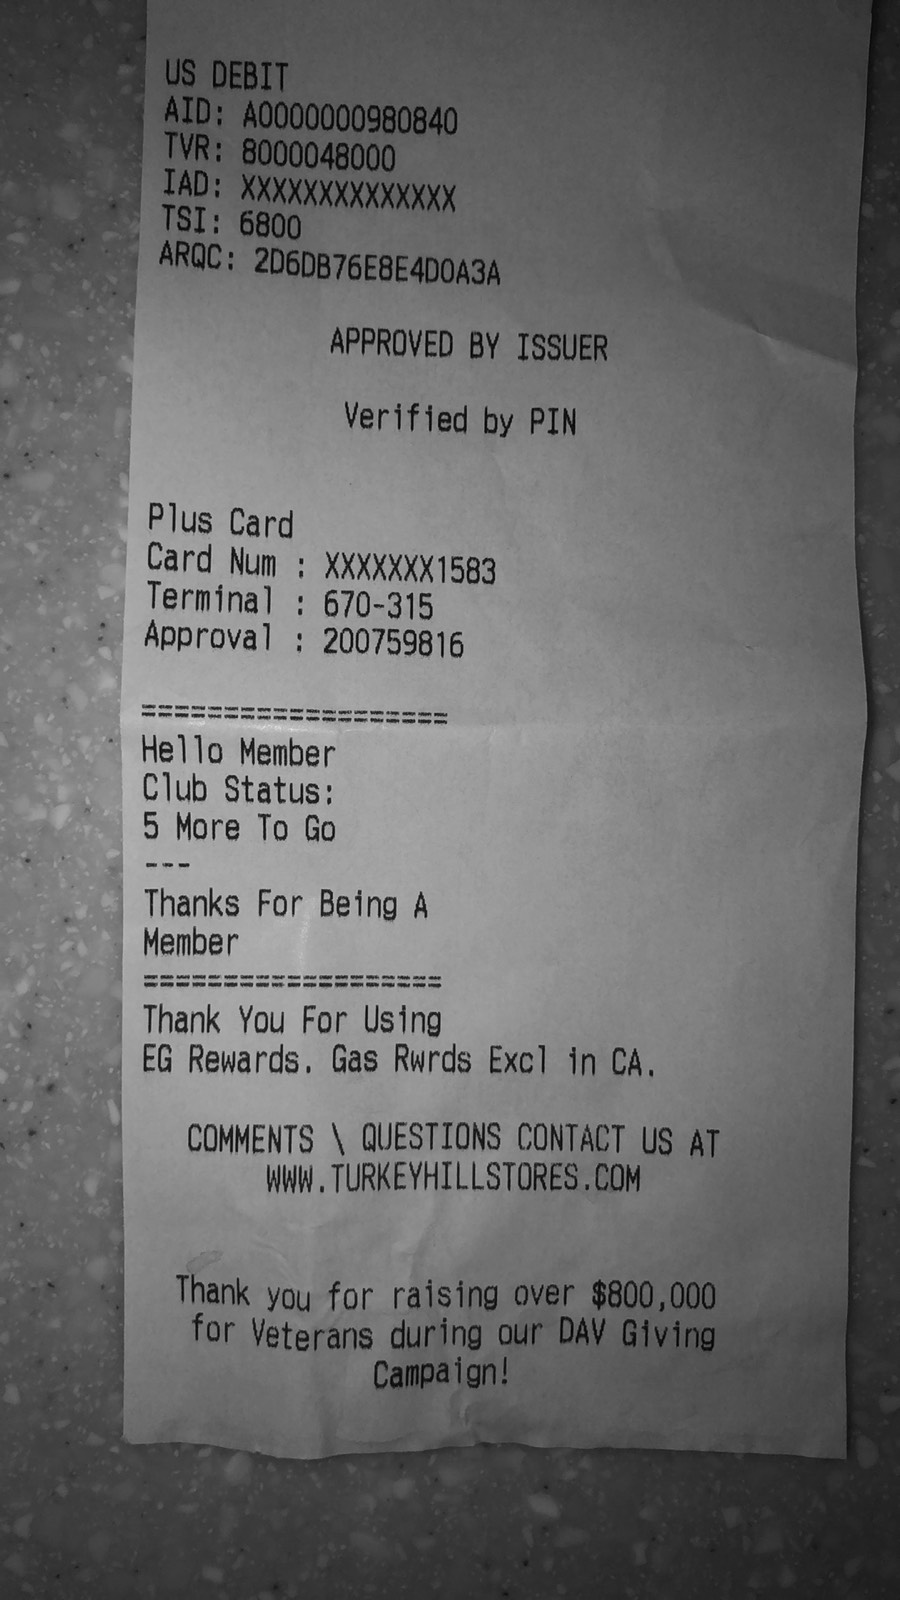 US DEBIT
AID: A0000000980840
TVR: 8000048000
IAD: XXXXXXXXXXXXXX
TSI: 6800
ARQC: 2D6DB76E8E4D0A3A
APPROVED BY ISSUER
Verified by PIN
Plus Card
Card Num : XXXXXXX1583
Terminal : 670-315
Approval : 200759816
===================
Hello Member
Club Status:
5 More To Go
---
Thanks For Being A
Member
===================
Thank You For Using
EG Rewards. Gas Rwrds Excl in CA.
COMMENTS \ QUESTIONS CONTACT US AT
WWW.TURKEYHILLSTORES.COM
Thank you for raising over $800,000
for Veterans during our DAV Giving
Campaign!